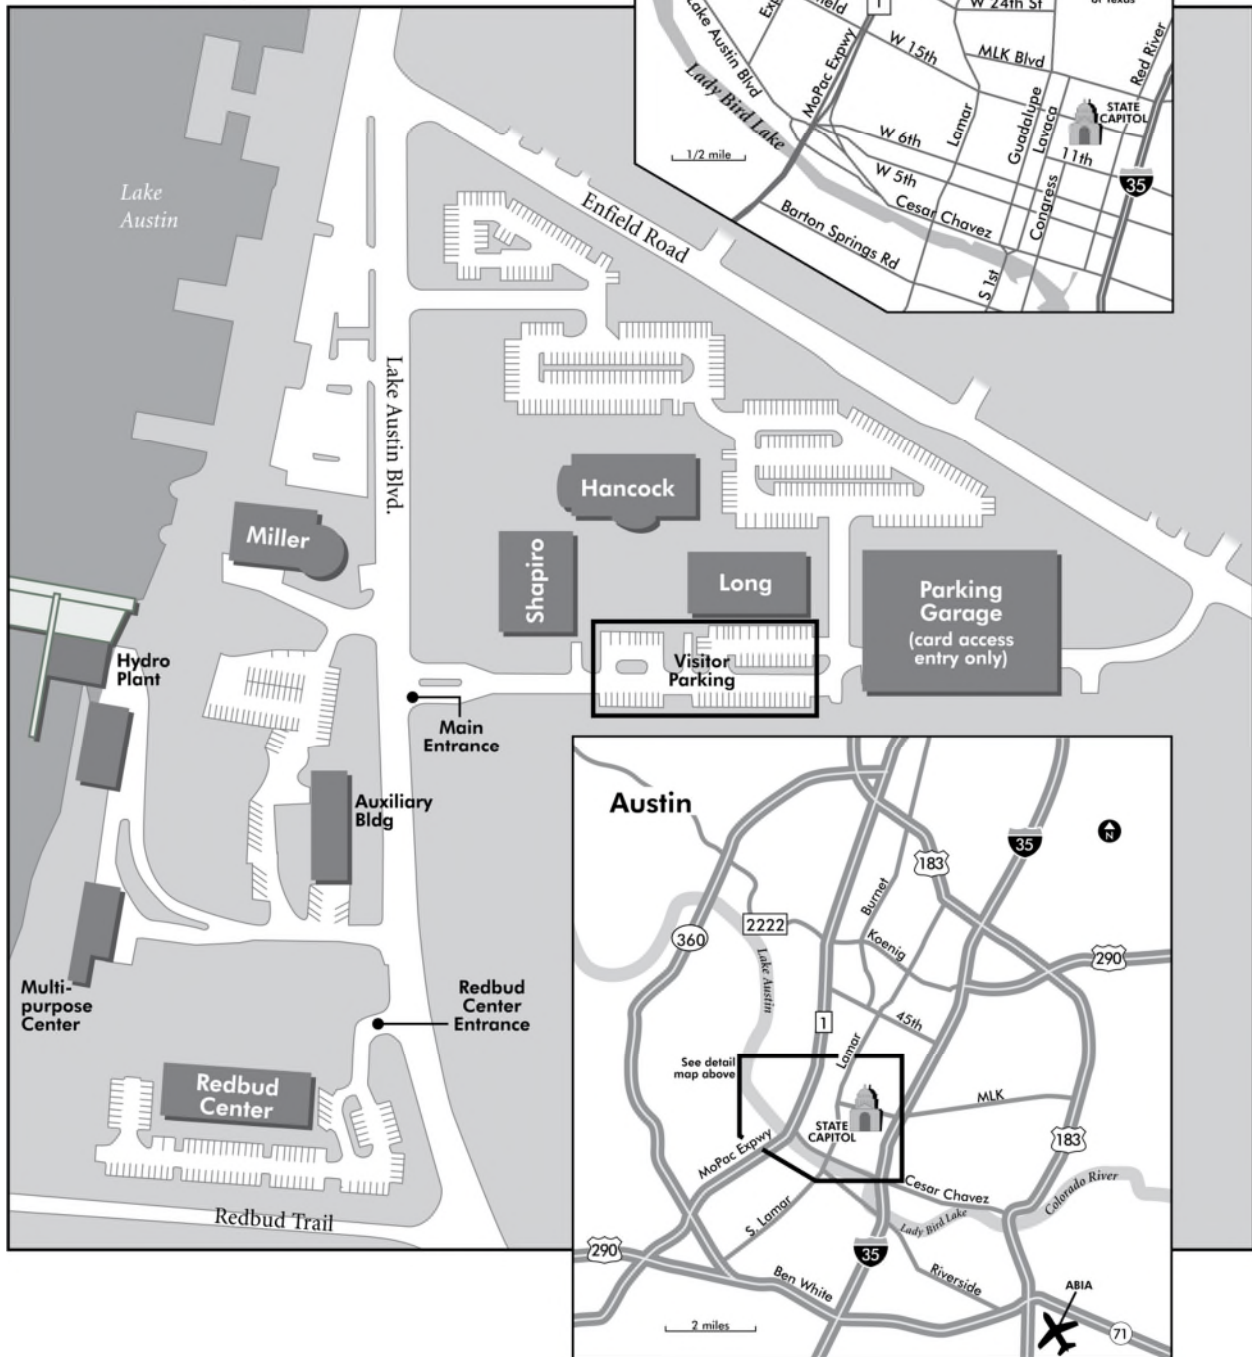 W 24th St
of Texas
1
Lake Austin Blvd
W 15th
MLK Blvd
Red River
MoPac Expwy
Lady Bird Lake
Lamar
Guadalupe
Lavaca
STATE
CAPITOL
W 6th
11th
1/2 mile
W 5th
35
Cesar Chavez
Congress
Barton Springs Rd
S 1st
Lake
Austin
Enfield Road
Lake Austin Blvd.
Hancock
Miller
Shapiro
Long
Parking
Garage
(card access
entry only)
Hydro
Plant
Visitor
Parking
Main
Entrance
Auxiliary
Bldg
Multi-
purpose
Center
Redbud
Center
Entrance
Redbud
Center
Redbud Trail
Austin
N
35
183
Burnet
2222
360
Koenig
290
Lake Austin
1
45th
See detail
map above
Lamar
MLK
STATE
CAPITOL
183
MoPac Expwy
Cesar Chavez
Colorado River
S. Lamar
Lady Bird Lake
290
35
Ben White
Riverside
ABIA
2 miles
71